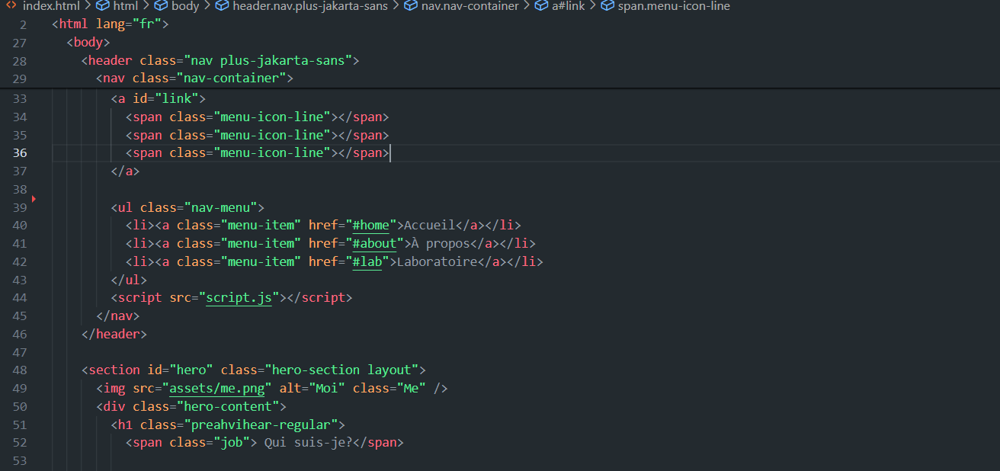 index.html > html > body > header.nav.plus-jakarta-sans > nav.nav-container > a#link > span.menu-icon-line
2 <html lang="fr">
27 <body>
28 <header class="nav plus-jakarta-sans">
29 <nav class="nav-container">
33 <a id="link">
34 <span class="menu-icon-line"></span>
35 <span class="menu-icon-line"></span>
36 <span class="menu-icon-line"></span>
37 </a>
38
39 <ul class="nav-menu">
40 <li><a class="menu-item" href="#home">Accueil</a></li>
41 <li><a class="menu-item" href="#about">À propos</a></li>
42 <li><a class="menu-item" href="#lab">Laboratoire</a></li>
43 </ul>
44 <script src="script.js"></script>
45 </nav>
46 </header>
47
48 <section id="hero" class="hero-section layout">
49 <img src="assets/me.png" alt="Moi" class="Me" />
50 <div class="hero-content">
51 <h1 class="preahvihear-regular">
52 <span class="job"> Qui suis-je?</span>
53